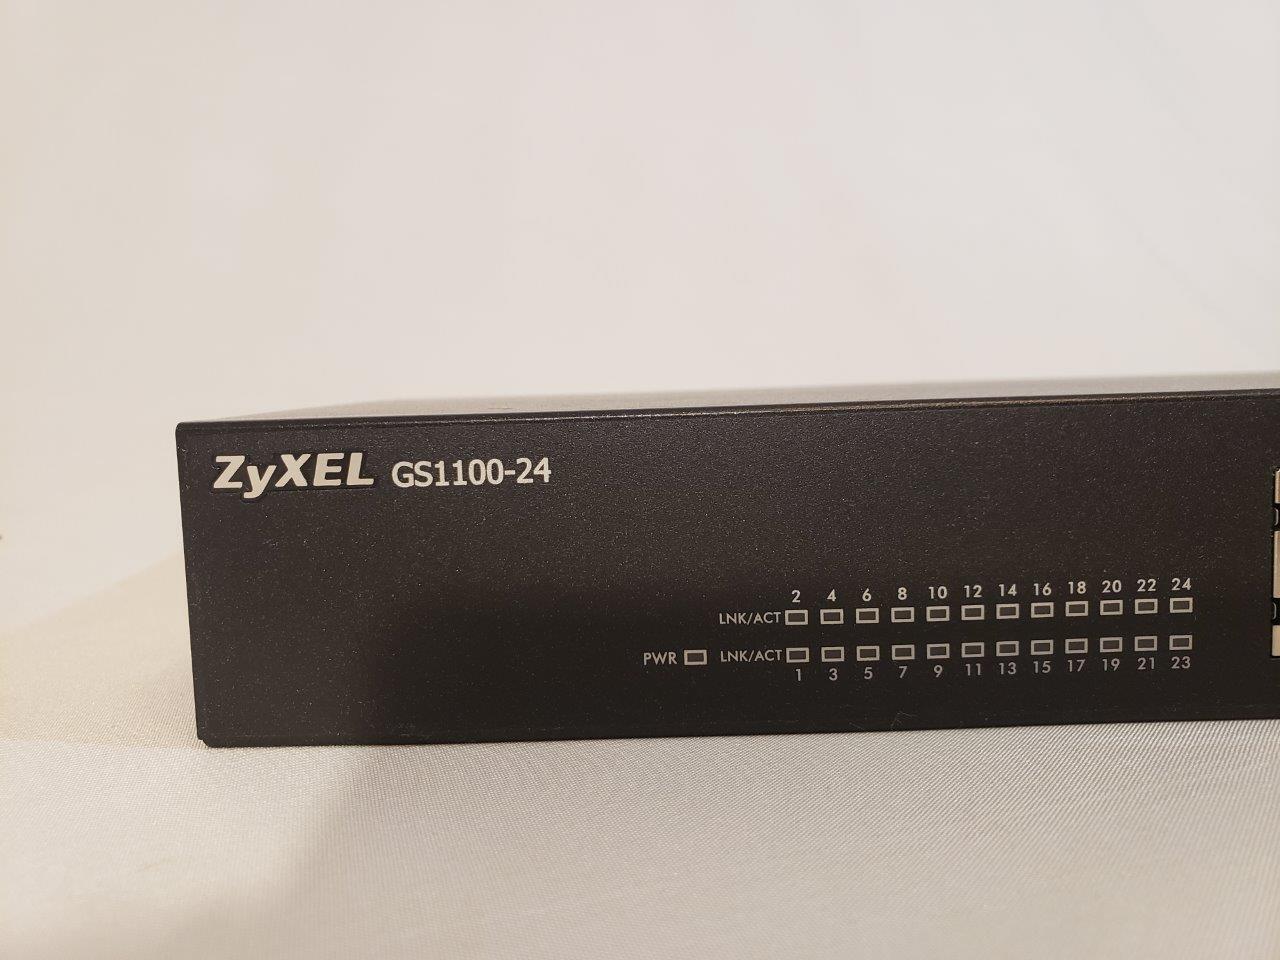 ZyXEL GS1100-24
2 4 6 8 10 12 14 16 18 20 22 24
LNK/ACT
PWR LNK/ACT
1 3 5 7 9 11 13 15 17 19 21 23